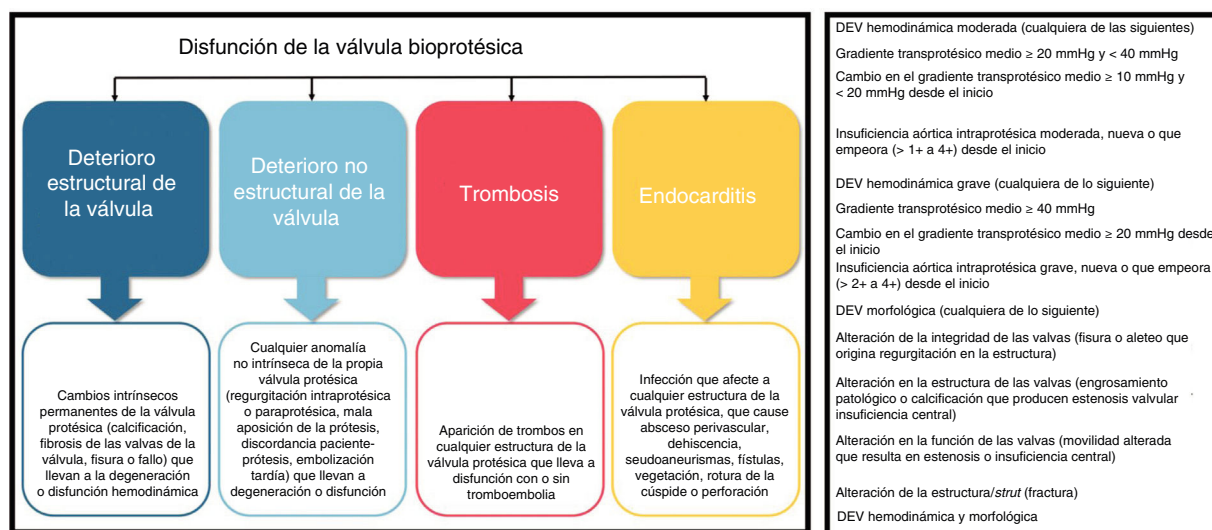 Disfunción de la válvula bioprotésica
Deterioro
estructural de
la válvula
Deterioro no
estructural de la
válvula
Trombosis
Endocarditis
Cambios intrínsecos
permanentes de la válvula
protésica (calcificación,
fibrosis de las valvas de la
válvula, fisura o fallo) que
llevan a la degeneración
o disfunción hemodinámica
Cualquier anomalía
no intrínseca de la propia
válvula protésica
(regurgitación intraprotésica
o paraprotésica, mala
aposición de la prótesis,
discordancia paciente-
prótesis, embolización
tardía) que llevan a
degeneración o disfunción
Aparición de trombos en
cualquier estructura de la
válvula protésica que lleva a
disfunción con o sin
tromboembolia
Infección que afecte a
cualquier estructura de la
válvula protésica, que cause
absceso perivascular,
dehiscencia,
seudoaneurismas, fístulas,
vegetación, rotura de la
cúspide o perforación
DEV hemodinámica moderada (cualquiera de las siguientes)
Gradiente transprotésico medio ≥ 20 mmHg y < 40 mmHg
Cambio en el gradiente transprotésico medio ≥ 10 mmHg y
< 20 mmHg desde el inicio
Insuficiencia aórtica intraprotésica moderada, nueva o que
empeora (> 1+ a 4+) desde el inicio
DEV hemodinámica grave (cualquiera de lo siguiente)
Gradiente transprotésico medio ≥ 40 mmHg
Cambio en el gradiente transprotésico medio ≥ 20 mmHg desde
el inicio
Insuficiencia aórtica intraprotésica grave, nueva o que empeora
(> 2+ a 4+) desde el inicio
DEV morfológica (cualquiera de lo siguiente)
Alteración de la integridad de las valvas (fisura o aleteo que
origina regurgitación en la estructura)
Alteración en la estructura de las valvas (engrosamiento
patológico o calcificación que producen estenosis valvular
insuficiencia central)
Alteración en la función de las valvas (movilidad alterada
que resulta en estenosis o insuficiencia central)
Alteración de la estructura/strut (fractura)
DEV hemodinámica y morfológica